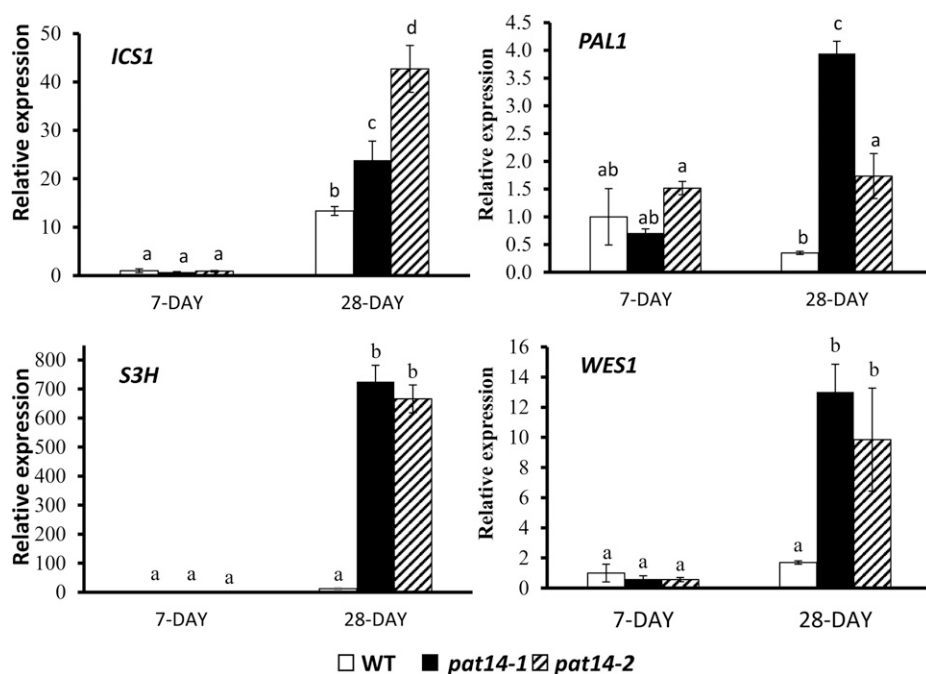 ICS1
Relative expression
50
40
30
20
10
0
a
a
a
b
c
d
7-DAY
28-DAY
PAL1
Relative expression
4.5
4.0
3.5
3.0
2.5
2.0
1.5
1.0
0.5
0.0
ab
ab
a
b
c
a
7-DAY
28-DAY
S3H
Relative expression
800
700
600
500
400
300
200
100
0
a
a
a
a
b
b
7-DAY
28-DAY
WES1
Relative expression
16
14
12
10
8
6
4
2
0
a
a
a
a
b
b
7-DAY
28-DAY
WT pat14-1 pat14-2